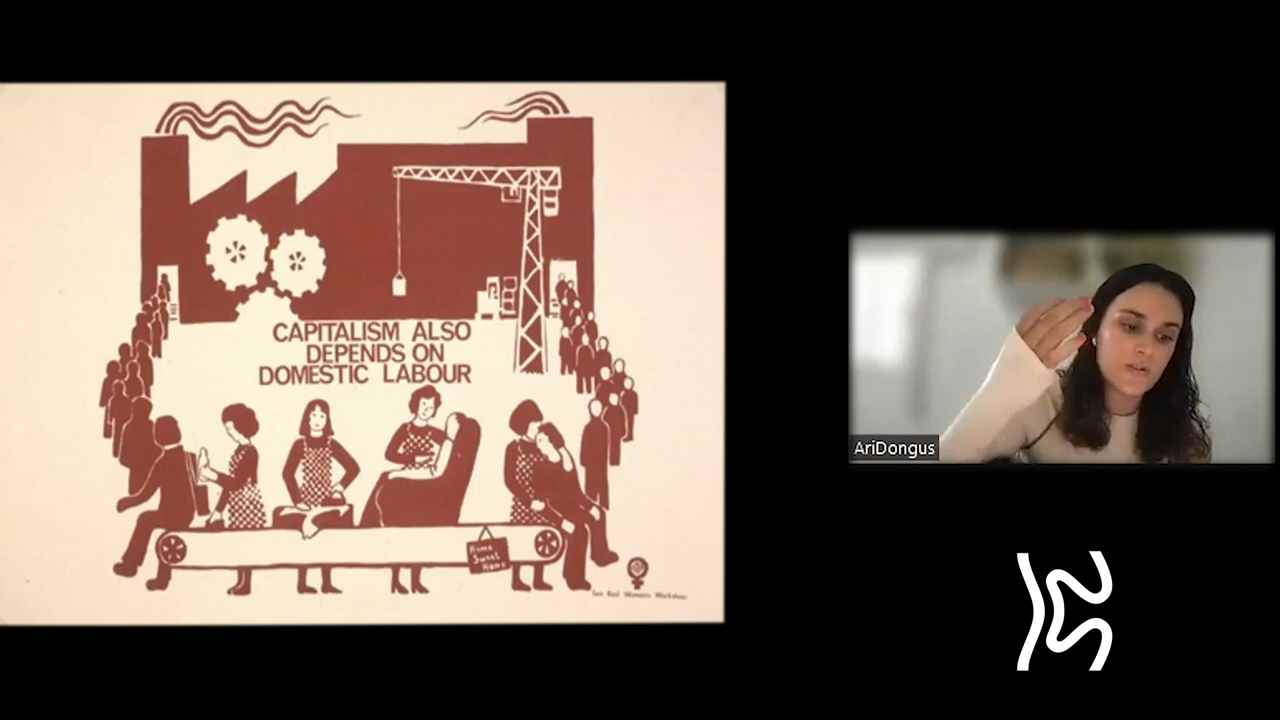 CAPITALISM ALSO
DEPENDS ON
DOMESTIC LABOUR
Home
Sweet
Home
See Red Womens Workshop
AriDongus